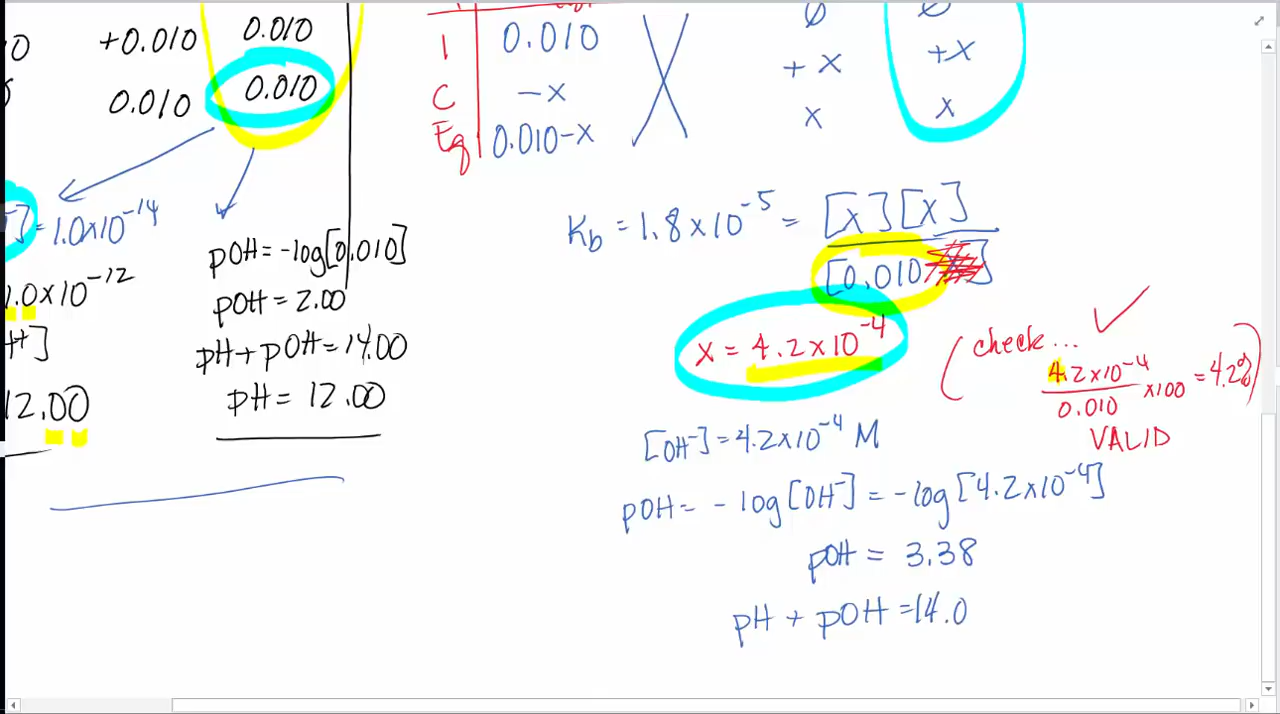 0.010
+0.010
0.010
0.010
] = 1.0x10⁻¹⁴
1.0x10⁻¹²
H⁺]
12.00
pOH = -log[0.010]
pOH = 2.00
pH + pOH = 14.00
pH = 12.00
I 0.010 ∅ ∅
C -x +x +x
Eq 0.010-x x x
Kb = 1.8x10⁻⁵ = [x][x]
[0.010 ]
x = 4.2x10⁻⁴
(check...
4.2x10⁻⁴
0.010 x100 = 4.2%)
VALID
[OH⁻] = 4.2x10⁻⁴ M
pOH = -log[OH⁻] = -log[4.2x10⁻⁴]
pOH = 3.38
pH + pOH = 14.0